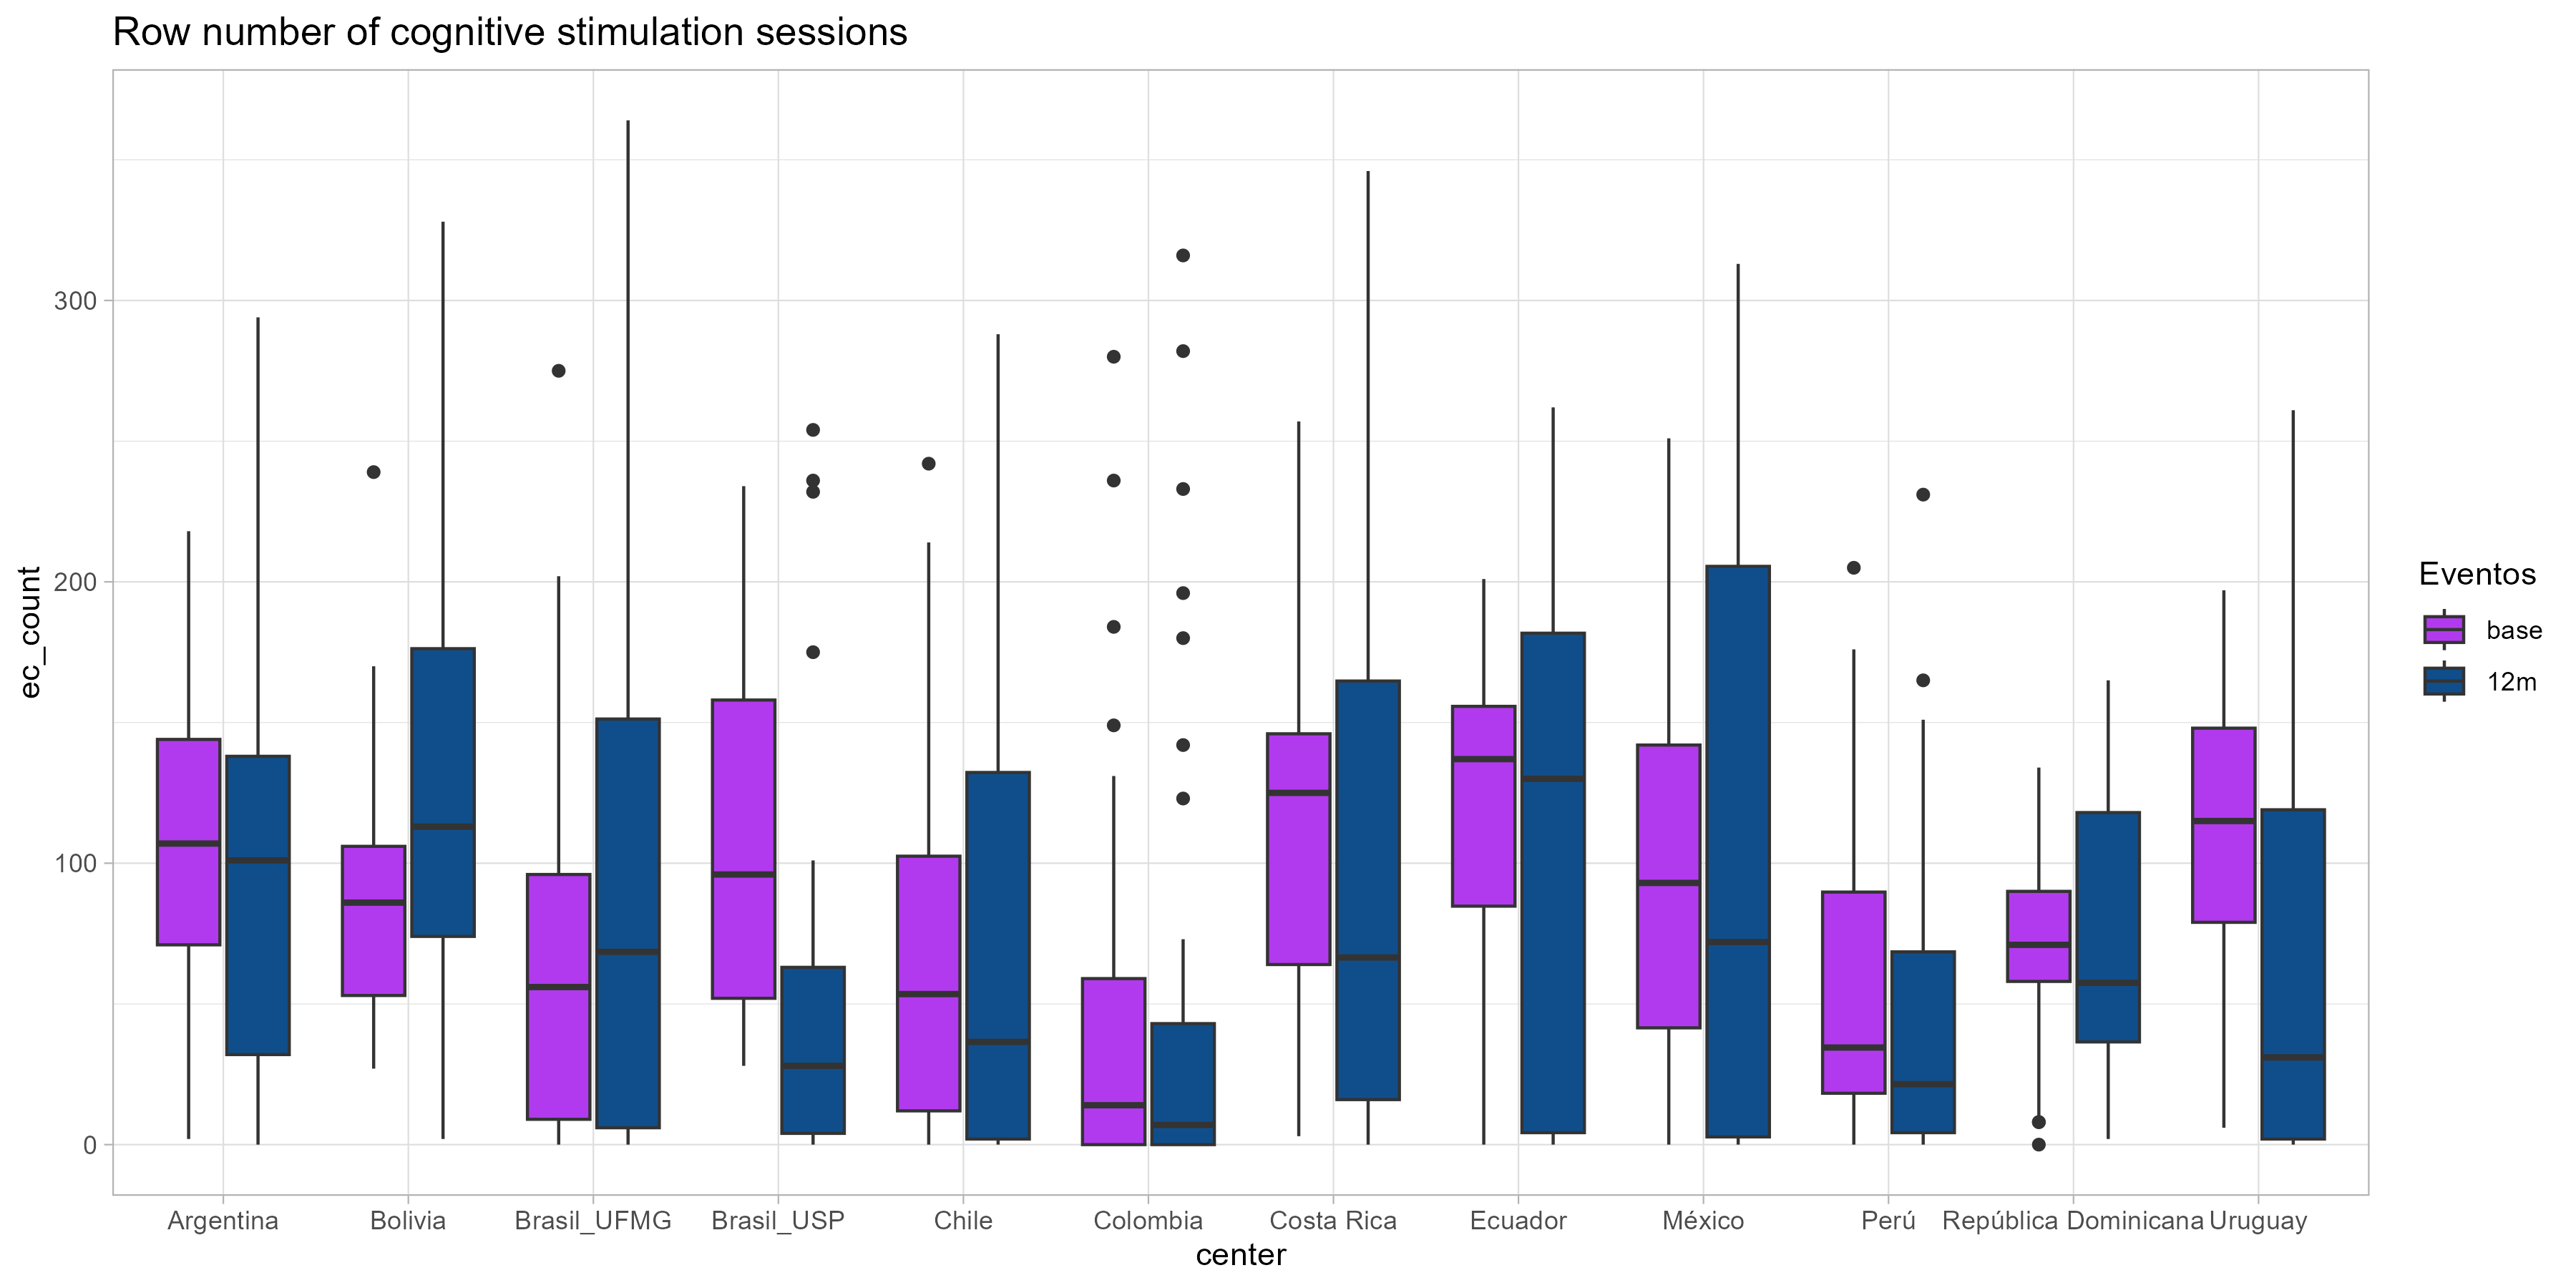 Row number of cognitive stimulation sessions
ec_count
300
200
100
0
Argentina
Bolivia
Brasil_UFMG
Brasil_USP
Chile
Colombia
Costa Rica
Ecuador
México
Perú
República Dominicana
Uruguay
center
Eventos
base
12m